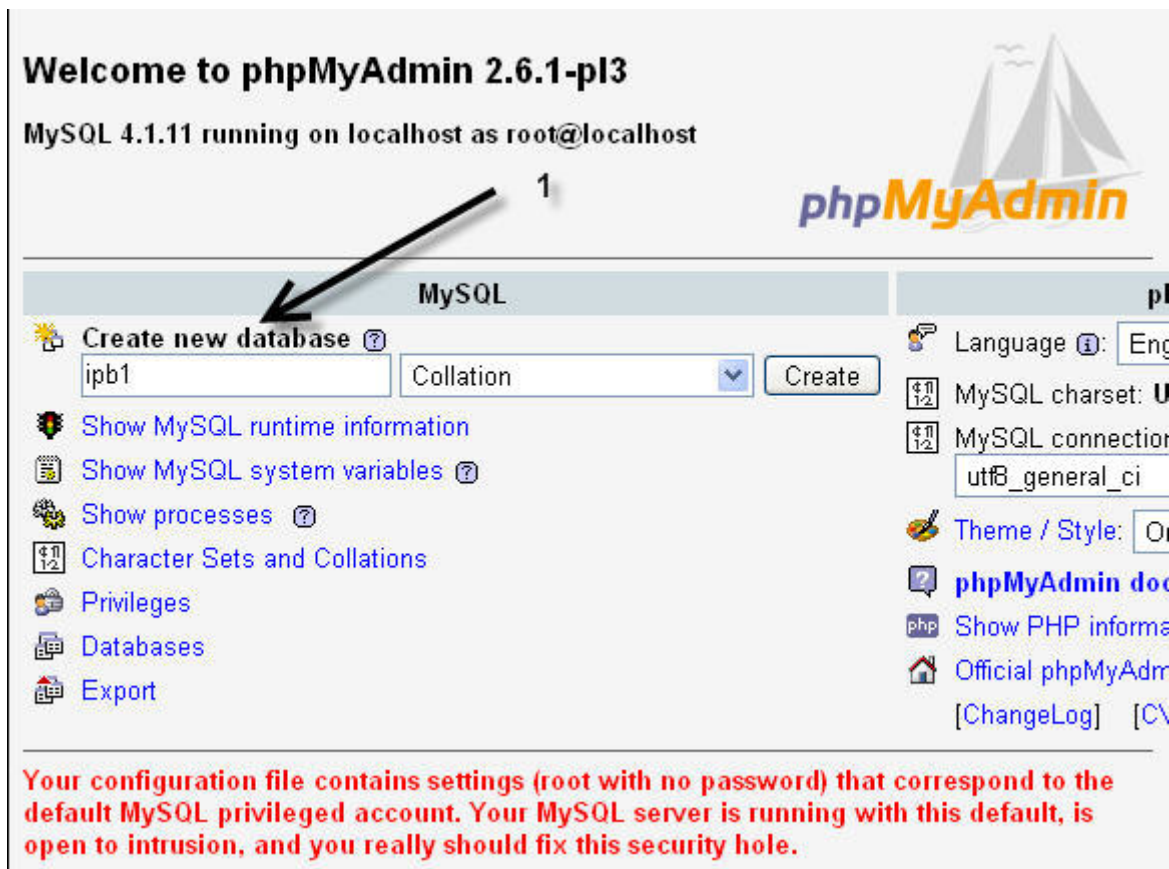 Welcome to phpMyAdmin 2.6.1-pl3
MySQL 4.1.11 running on localhost as root@localhost
1
phpMyAdmin
MySQL
Create new database
ipb1
Collation
Create
Show MySQL runtime information
Show MySQL system variables
Show processes
Character Sets and Collations
Privileges
Databases
Export
Language
Eng
MySQL charset: U
MySQL connection
utf8_general_ci
Theme / Style: Or
phpMyAdmin doc
php Show PHP informa
Official phpMyAdm
[ChangeLog] [CV
Your configuration file contains settings (root with no password) that correspond to the
default MySQL privileged account. Your MySQL server is running with this default, is
open to intrusion, and you really should fix this security hole.